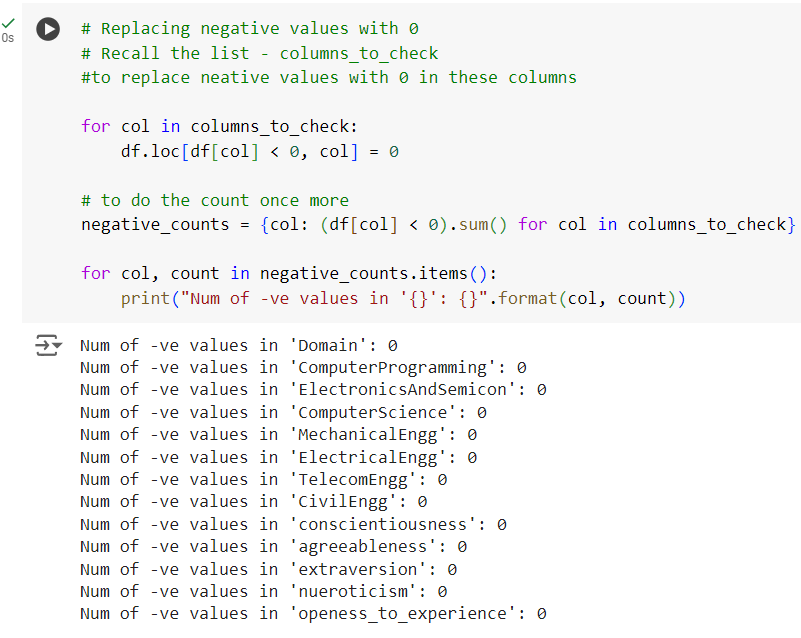 0s
# Replacing negative values with 0
# Recall the list - columns_to_check
#to replace neative values with 0 in these columns
for col in columns_to_check:
    df.loc[df[col] < 0, col] = 0
# to do the count once more
negative_counts = {col: (df[col] < 0).sum() for col in columns_to_check}
for col, count in negative_counts.items():
    print("Num of -ve values in '{}': {}".format(col, count))
Num of -ve values in 'Domain': 0
Num of -ve values in 'ComputerProgramming': 0
Num of -ve values in 'ElectronicsAndSemicon': 0
Num of -ve values in 'ComputerScience': 0
Num of -ve values in 'MechanicalEngg': 0
Num of -ve values in 'ElectricalEngg': 0
Num of -ve values in 'TelecomEngg': 0
Num of -ve values in 'CivilEngg': 0
Num of -ve values in 'conscientiousness': 0
Num of -ve values in 'agreeableness': 0
Num of -ve values in 'extraversion': 0
Num of -ve values in 'nueroticism': 0
Num of -ve values in 'openess_to_experience': 0